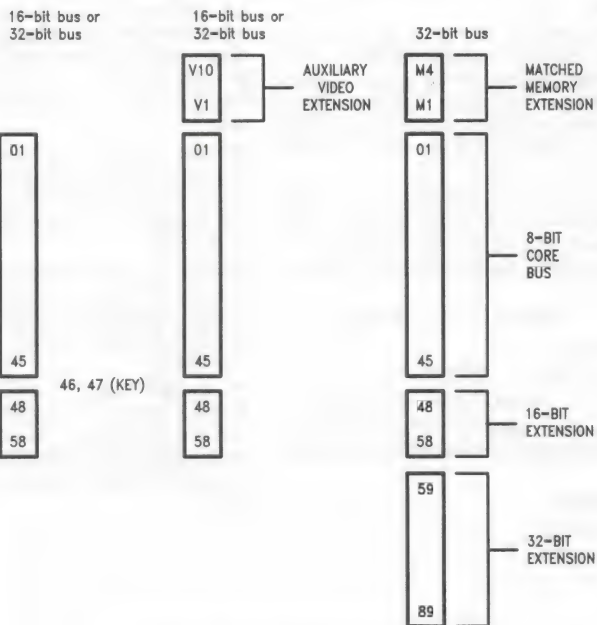 16-bit bus or
32-bit bus
16-bit bus or
32-bit bus
32-bit bus
V10
V1
AUXILIARY
VIDEO
EXTENSION
M4
M1
MATCHED
MEMORY
EXTENSION
01
45
01
45
01
45
8-BIT
CORE
BUS
46, 47 (KEY)
48
58
48
58
48
58
16-BIT
EXTENSION
59
89
32-BIT
EXTENSION